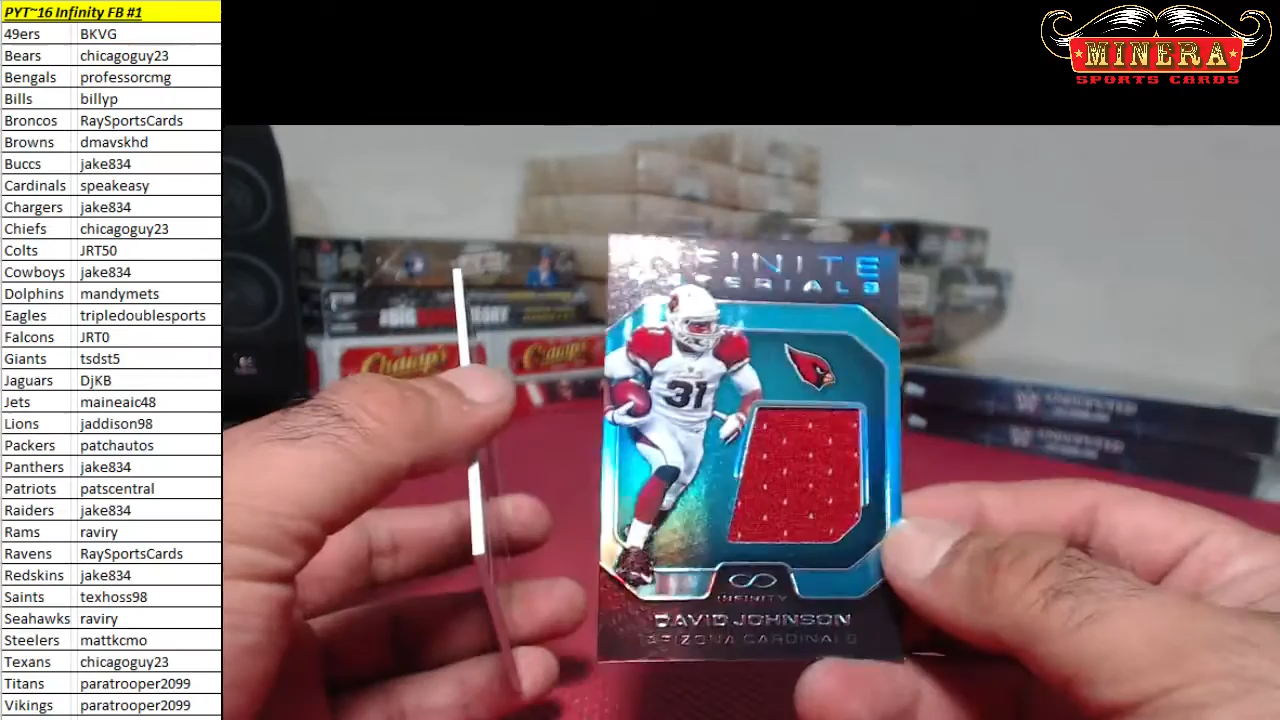 PYT~16 Infinity FB #1
49ers BKVG
Bears chicagoguy23
Bengals professorcmg
Bills billyp
Broncos RaySportsCards
Browns dmavskhd
Buccs jake834
Cardinals speakeasy
Chargers jake834
Chiefs chicagoguy23
Colts JRT50
Cowboys jake834
Dolphins mandymets
Eagles tripledoublesports
Falcons JRT0
Giants tsdst5
Jaguars DjKB
Jets maineaic48
Lions jaddison98
Packers patchautos
Panthers jake834
Patriots patscentral
Raiders jake834
Rams raviry
Ravens RaySportsCards
Redskins jake834
Saints texhoss98
Seahawks raviry
Steelers mattkcmo
Texans chicagoguy23
Titans paratrooper2099
Vikings paratrooper2099
MINERA
SPORTS CARDS
Champ's
Champ's
INFINITE
MATERIALS
31
INFINITY
DAVID JOHNSON
ARIZONA CARDINALS